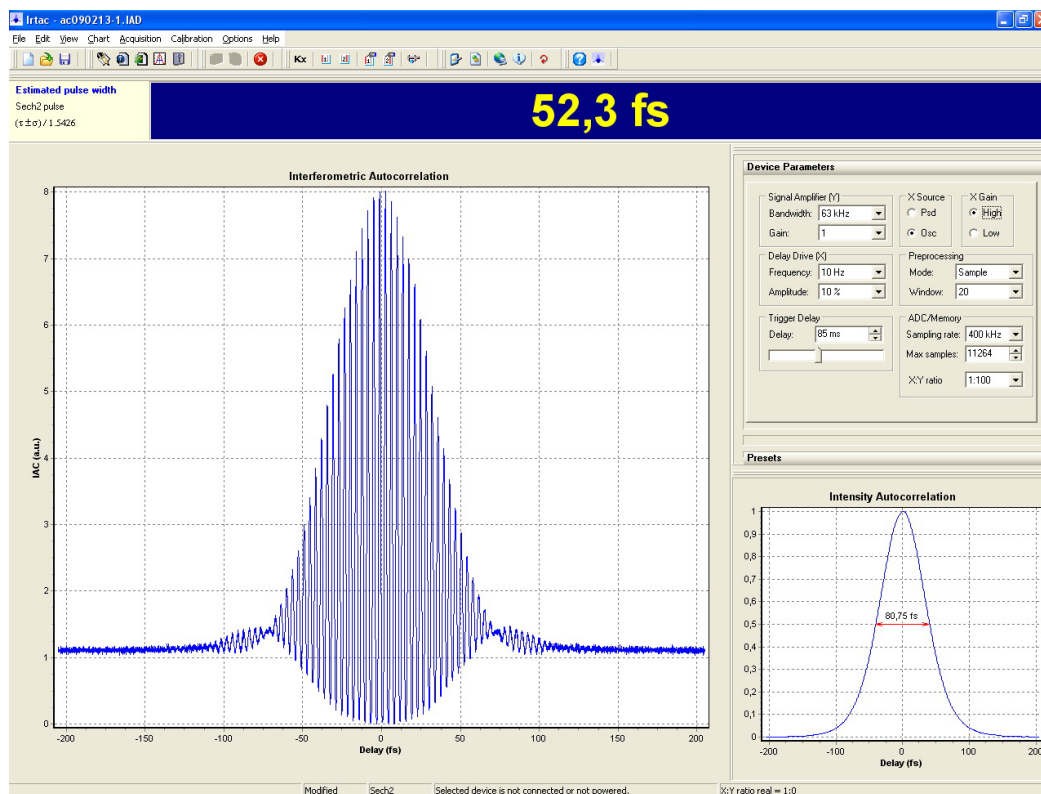 Irtac - ac090213-1.IAD
File Edit View Chart Acquisition Calibration Options Help
Kx
Estimated pulse width
Sech2 pulse
(τ±σ)/1.5426
52,3 fs
Interferometric Autocorrelation
8
7
6
5
4
3
2
1
0
IAC (a.u.)
-200 -150 -100 -50 0 50 100 150 200
Delay (fs)
Device Parameters
Signal Amplifier (Y)
Bandwidth: 63 kHz
Gain: 1
X Source
Psd
Osc
X Gain
High
Low
Delay Drive (X)
Frequency: 10 Hz
Amplitude: 10 %
Preprocessing
Mode: Sample
Window: 20
Trigger Delay
Delay: 85 ms
ADC/Memory
Sampling rate: 400 kHz
Max samples: 11264
X:Y ratio 1:100
Presets
Intensity Autocorrelation
1
0,9
0,8
0,7
0,6
0,5
0,4
0,3
0,2
0,1
0
80,75 fs
-200 -100 0 100 200
Delay (fs)
Modified Sech2 Selected device is not connected or not powered. X:Y ratio real = 1:0